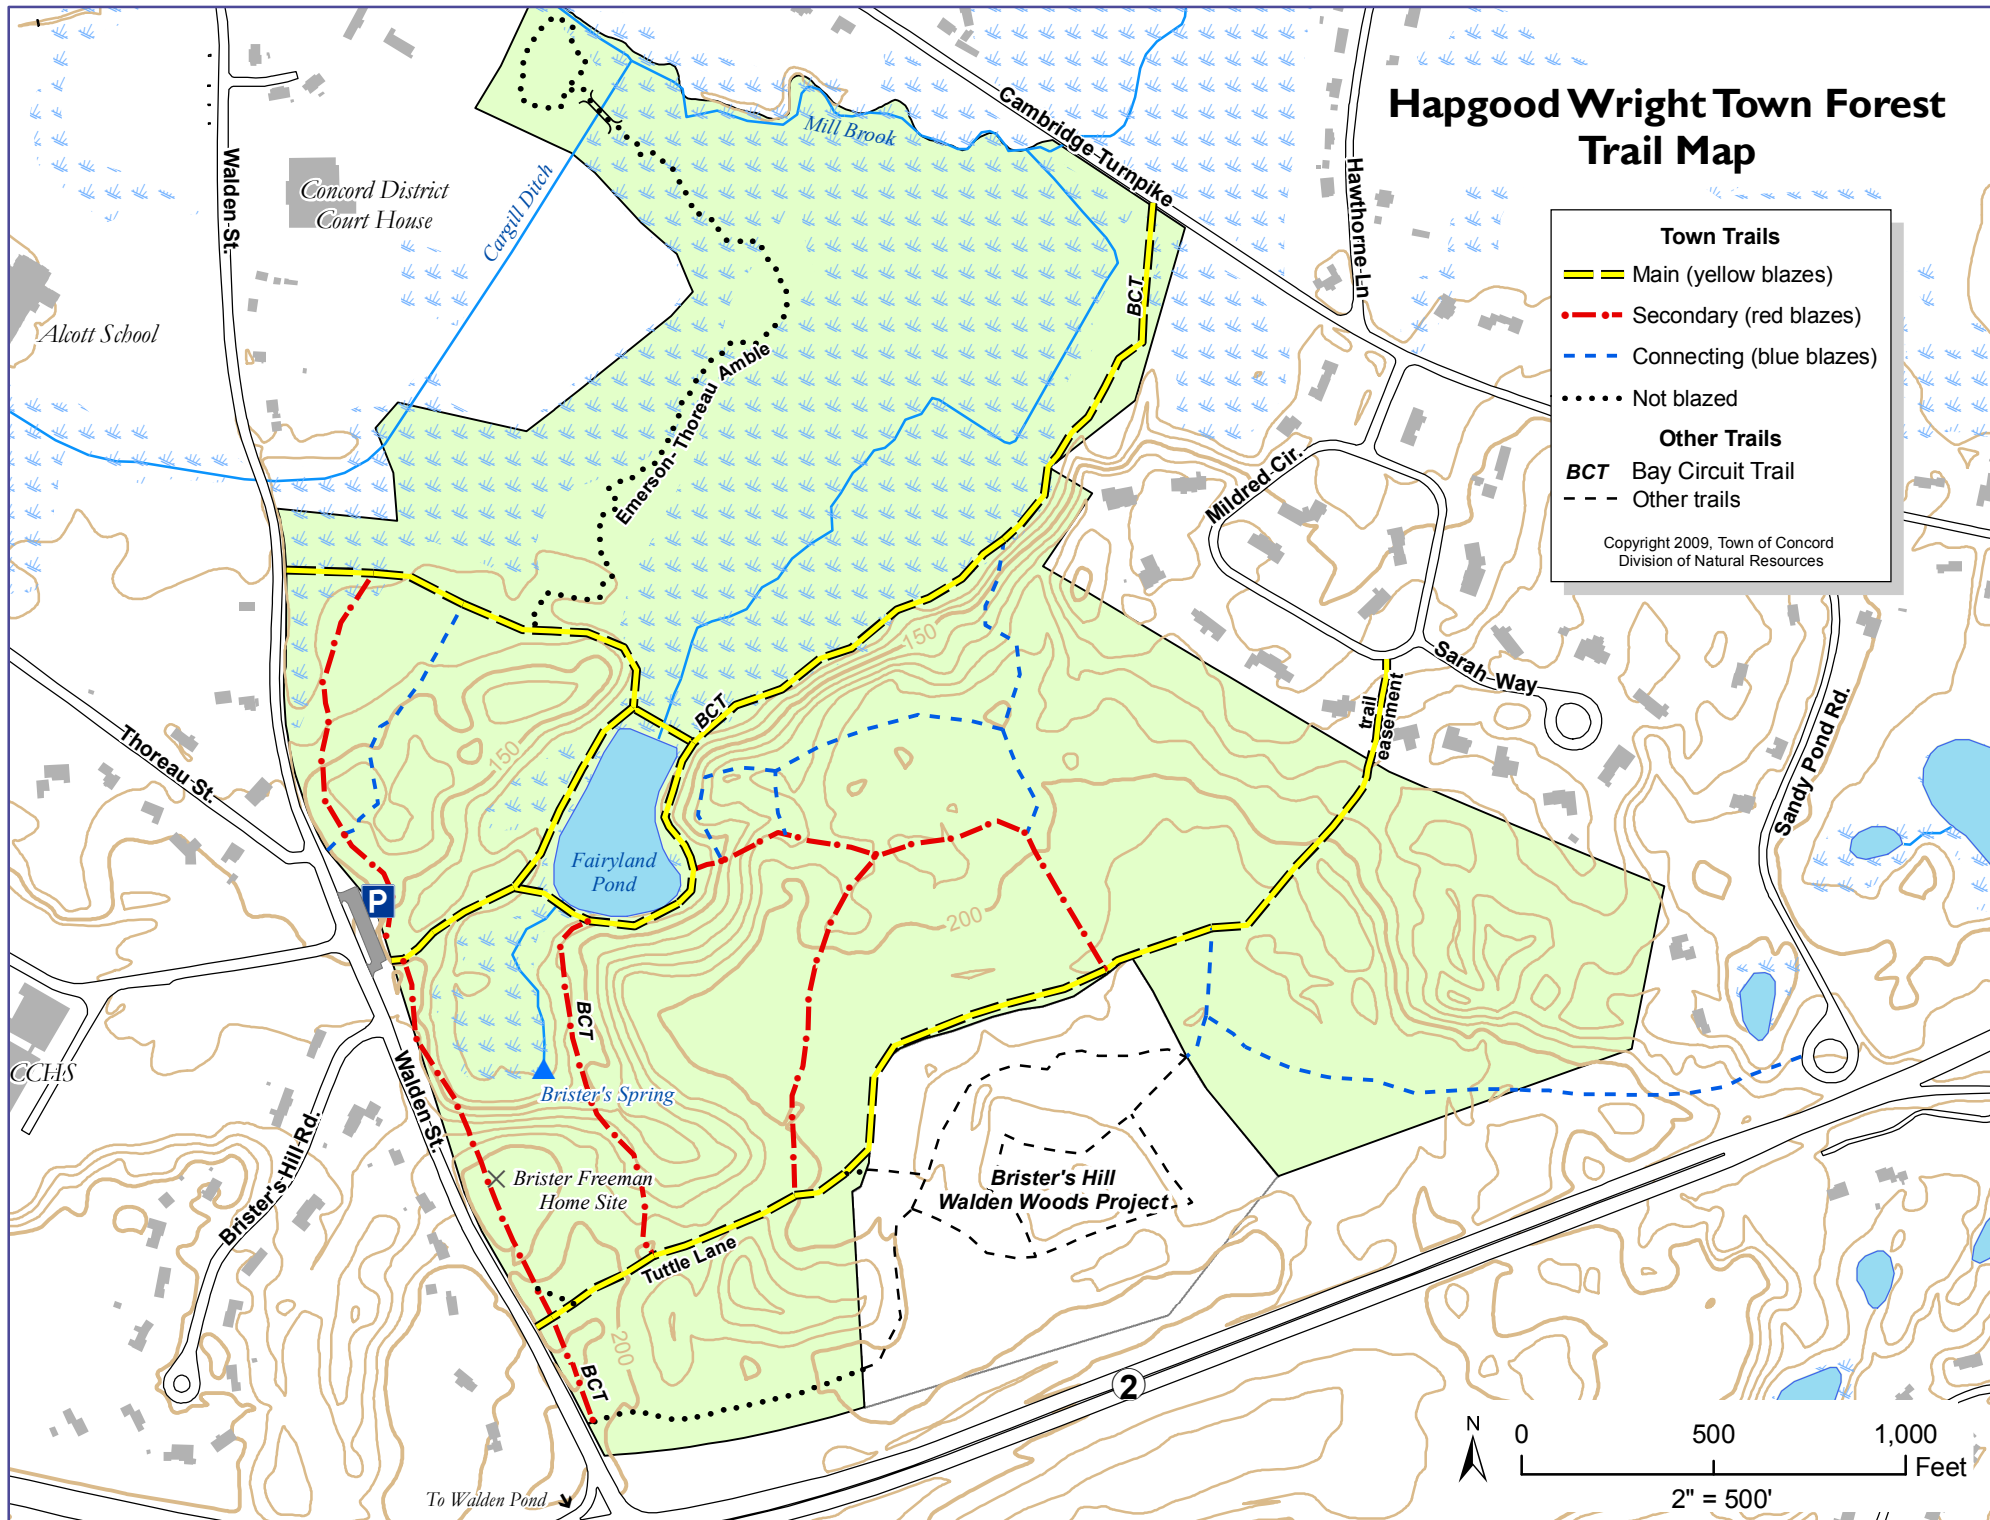 Hapgood Wright Town Forest
Trail Map
Town Trails
Main (yellow blazes)
Secondary (red blazes)
Connecting (blue blazes)
Not blazed
Other Trails
BCT Bay Circuit Trail
Other trails
Copyright 2009, Town of Concord
Division of Natural Resources
Cambridge Turnpike
Mill Brook
Hawthorne Ln
Walden St.
Concord District
Court House
Cargill Ditch
Alcott School
BCT
Emerson-Thoreau Amble
Mildred Cir.
150
Sarah Way
trail
easement
BCT
Sandy Pond Rd.
Thoreau St.
150
Fairyland
Pond
P
200
BCT
CCHS
Walden St.
Brister's Spring
Brister's Hill Rd.
Brister Freeman
Home Site
Brister's Hill
Walden Woods Project
Tuttle Lane
200
BCT
2
N
0 500 1,000
Feet
2" = 500'
To Walden Pond